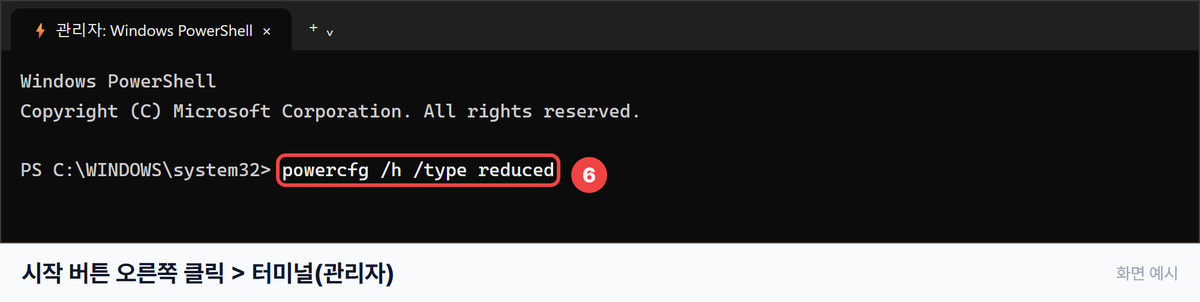 관리자: Windows PowerShell × + ⌄
Windows PowerShell
Copyright (C) Microsoft Corporation. All rights reserved.
PS C:\WINDOWS\system32> powercfg /h /type reduced 6
시작 버튼 오른쪽 클릭 > 터미널(관리자)
화면 예시